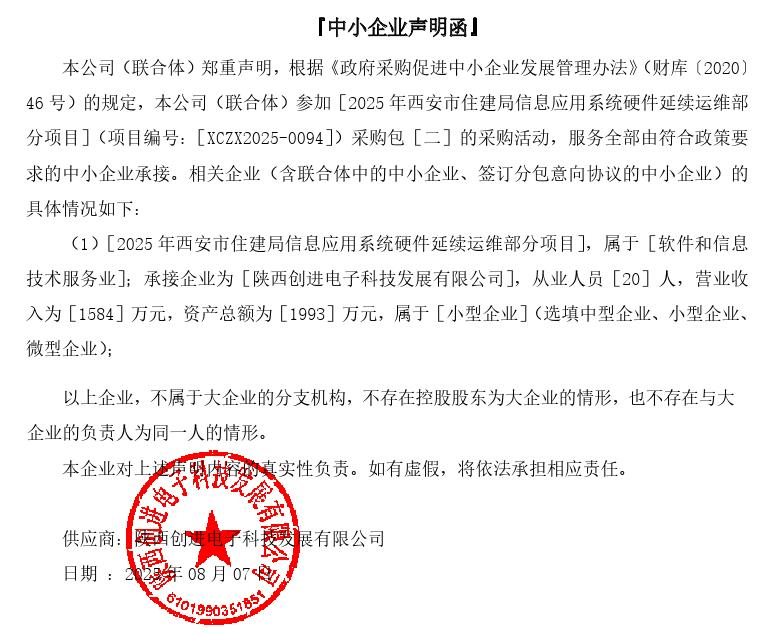 『中小企业声明函』
本公司（联合体）郑重声明，根据《政府采购促进中小企业发展管理办法》（财库〔2020〕
46 号）的规定，本公司（联合体）参加［2025 年西安市住建局信息应用系统硬件延续运维部
分项目］（项目编号：［XCZX2025-0094］）采购包［二］的采购活动，服务全部由符合政策要
求的中小企业承接。相关企业（含联合体中的中小企业、签订分包意向协议的中小企业）的
具体情况如下：
（1）［2025 年西安市住建局信息应用系统硬件延续运维部分项目］，属于［软件和信息
技术服务业］；承接企业为［陕西创进电子科技发展有限公司］，从业人员［20］人，营业收
入为［1584］万元，资产总额为［1993］万元，属于［小型企业］（选填中型企业、小型企业、
微型企业）；
以上企业，不属于大企业的分支机构，不存在控股股东为大企业的情形，也不存在与大
企业的负责人为同一人的情形。
本企业对上述声明内容的真实性负责。如有虚假，将依法承担相应责任。
供应商：陕西创进电子科技发展有限公司
日期 ：2025 年 08 月 07
陕西创进电子科技发展有限公司
6101990351851